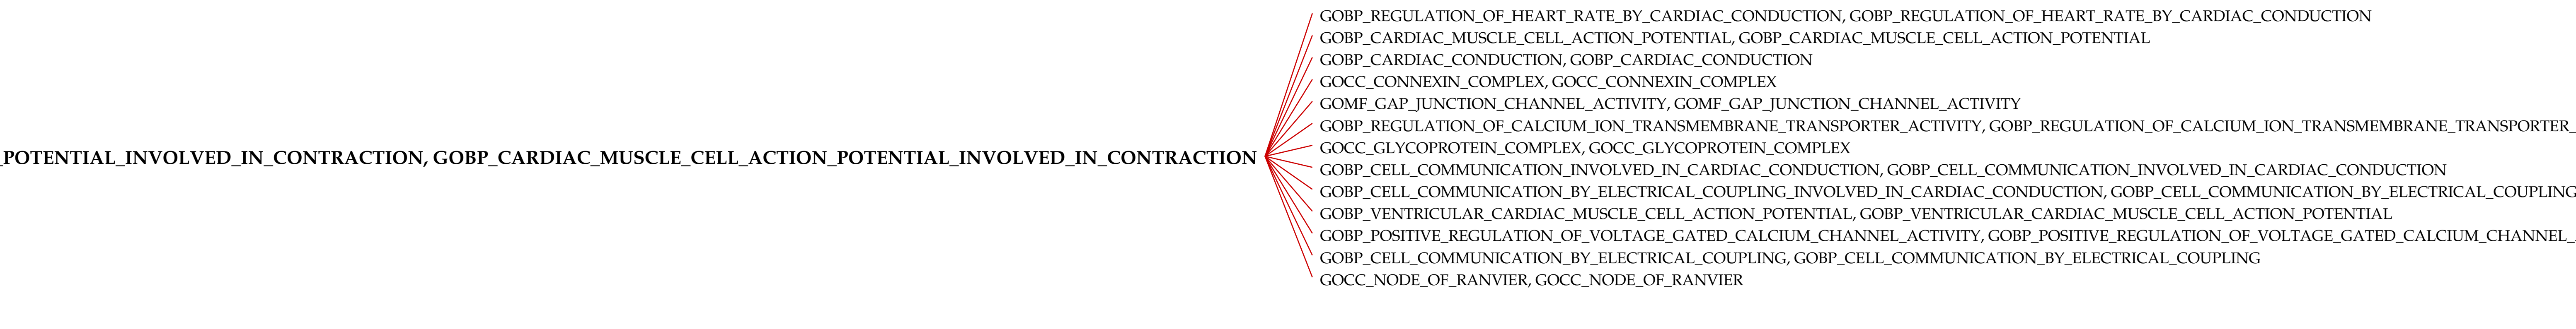 GOBP_REGULATION_OF_HEART_RATE_BY_CARDIAC_CONDUCTION, GOBP_REGULATION_OF_HEART_RATE_BY_CARDIAC_CONDUCTION
GOBP_CARDIAC_MUSCLE_CELL_ACTION_POTENTIAL, GOBP_CARDIAC_MUSCLE_CELL_ACTION_POTENTIAL
GOBP_CARDIAC_CONDUCTION, GOBP_CARDIAC_CONDUCTION
GOCC_CONNEXIN_COMPLEX, GOCC_CONNEXIN_COMPLEX
GOMF_GAP_JUNCTION_CHANNEL_ACTIVITY, GOMF_GAP_JUNCTION_CHANNEL_ACTIVITY
GOBP_REGULATION_OF_CALCIUM_ION_TRANSMEMBRANE_TRANSPORTER_ACTIVITY, GOBP_REGULATION_OF_CALCIUM_ION_TRANSMEMBRANE_TRANSPORTER_
GOCC_GLYCOPROTEIN_COMPLEX, GOCC_GLYCOPROTEIN_COMPLEX
_POTENTIAL_INVOLVED_IN_CONTRACTION, GOBP_CARDIAC_MUSCLE_CELL_ACTION_POTENTIAL_INVOLVED_IN_CONTRACTION
GOBP_CELL_COMMUNICATION_INVOLVED_IN_CARDIAC_CONDUCTION, GOBP_CELL_COMMUNICATION_INVOLVED_IN_CARDIAC_CONDUCTION
GOBP_CELL_COMMUNICATION_BY_ELECTRICAL_COUPLING_INVOLVED_IN_CARDIAC_CONDUCTION, GOBP_CELL_COMMUNICATION_BY_ELECTRICAL_COUPLING
GOBP_VENTRICULAR_CARDIAC_MUSCLE_CELL_ACTION_POTENTIAL, GOBP_VENTRICULAR_CARDIAC_MUSCLE_CELL_ACTION_POTENTIAL
GOBP_POSITIVE_REGULATION_OF_VOLTAGE_GATED_CALCIUM_CHANNEL_ACTIVITY, GOBP_POSITIVE_REGULATION_OF_VOLTAGE_GATED_CALCIUM_CHANNEL_
GOBP_CELL_COMMUNICATION_BY_ELECTRICAL_COUPLING, GOBP_CELL_COMMUNICATION_BY_ELECTRICAL_COUPLING
GOCC_NODE_OF_RANVIER, GOCC_NODE_OF_RANVIER